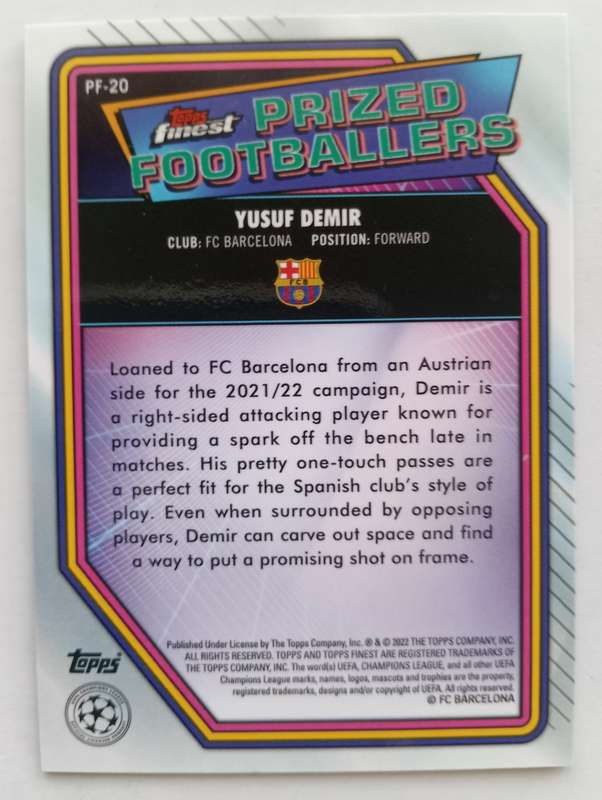 PF-20
Topps finest
PRIZED
FOOTBALLERS
YUSUF DEMIR
CLUB: FC BARCELONA POSITION: FORWARD
FCB
Loaned to FC Barcelona from an Austrian
side for the 2021/22 campaign, Demir is
a right-sided attacking player known for
providing a spark off the bench late in
matches. His pretty one-touch passes are
a perfect fit for the Spanish club's style of
play. Even when surrounded by opposing
players, Demir can carve out space and find
a way to put a promising shot on frame.
Published Under License by The Topps Company, Inc. ® & © 2022 THE TOPPS COMPANY, INC.
ALL RIGHTS RESERVED. TOPPS AND TOPPS FINEST ARE REGISTERED TRADEMARKS OF
THE TOPPS COMPANY, INC. The word(s) UEFA, CHAMPIONS LEAGUE, and all other UEFA
Champions League marks, names, logos, mascots and trophies are the property,
registered trademarks, designs and/or copyright of UEFA. All rights reserved.
© FC BARCELONA
Topps®